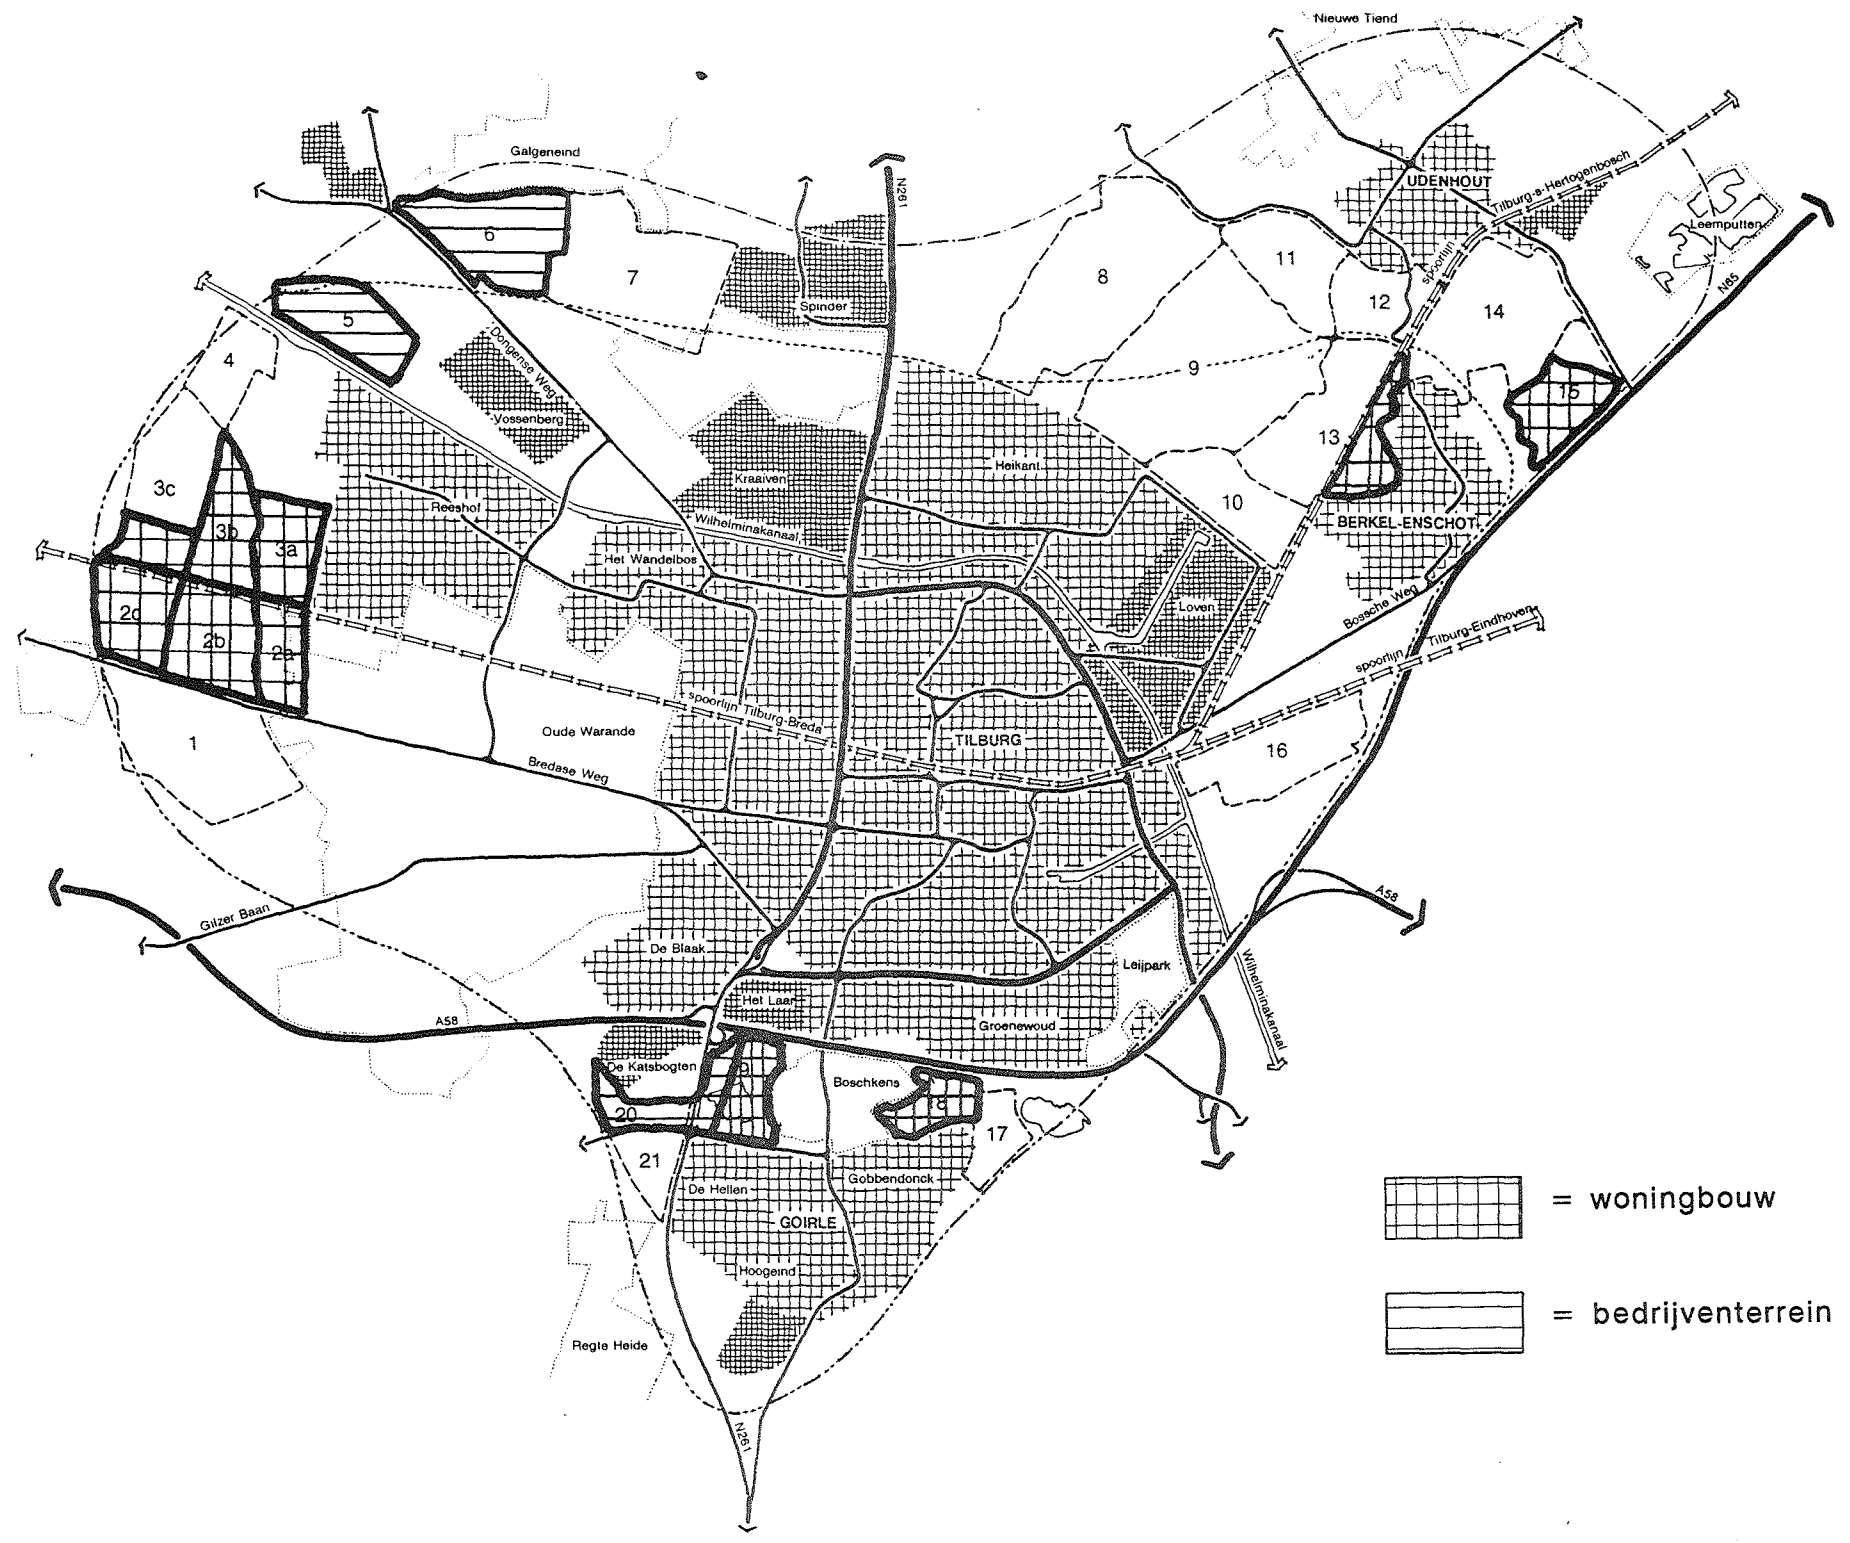 Nieuwe Tiend
Galgeneind
N261
UDENHOUT
Tilburg-s-Hertogenbosch
Leemputten
N65
spoorlijn
6
7
8
11
12
14
5
Spinder
4
9
15
Dongense Weg
Vossenberg
13
Heikant
Kraaiven
3c
10
Reeshof
Wilhelminakanaal
BERKEL-ENSCHOT
3b
3a
Het Wandelbos
2c
2b
2a
Loven
Bossche Weg
Tilburg-Eindhoven
spoorlijn
spoorlijn Tilburg-Breda
Oude Warande
TILBURG
1
16
Bredase Weg
A58
Gilzer Baan
De Blaak
Leijpark
Wilhelminakanaal
Het Laar
A58
Groenewoud
De Katsbogten
Boschkens
18
20
17
21
De Hellen
Gobbendonck
GOIRLE
= woningbouw
Hoogeind
= bedrijventerrein
Regte Heide
N261